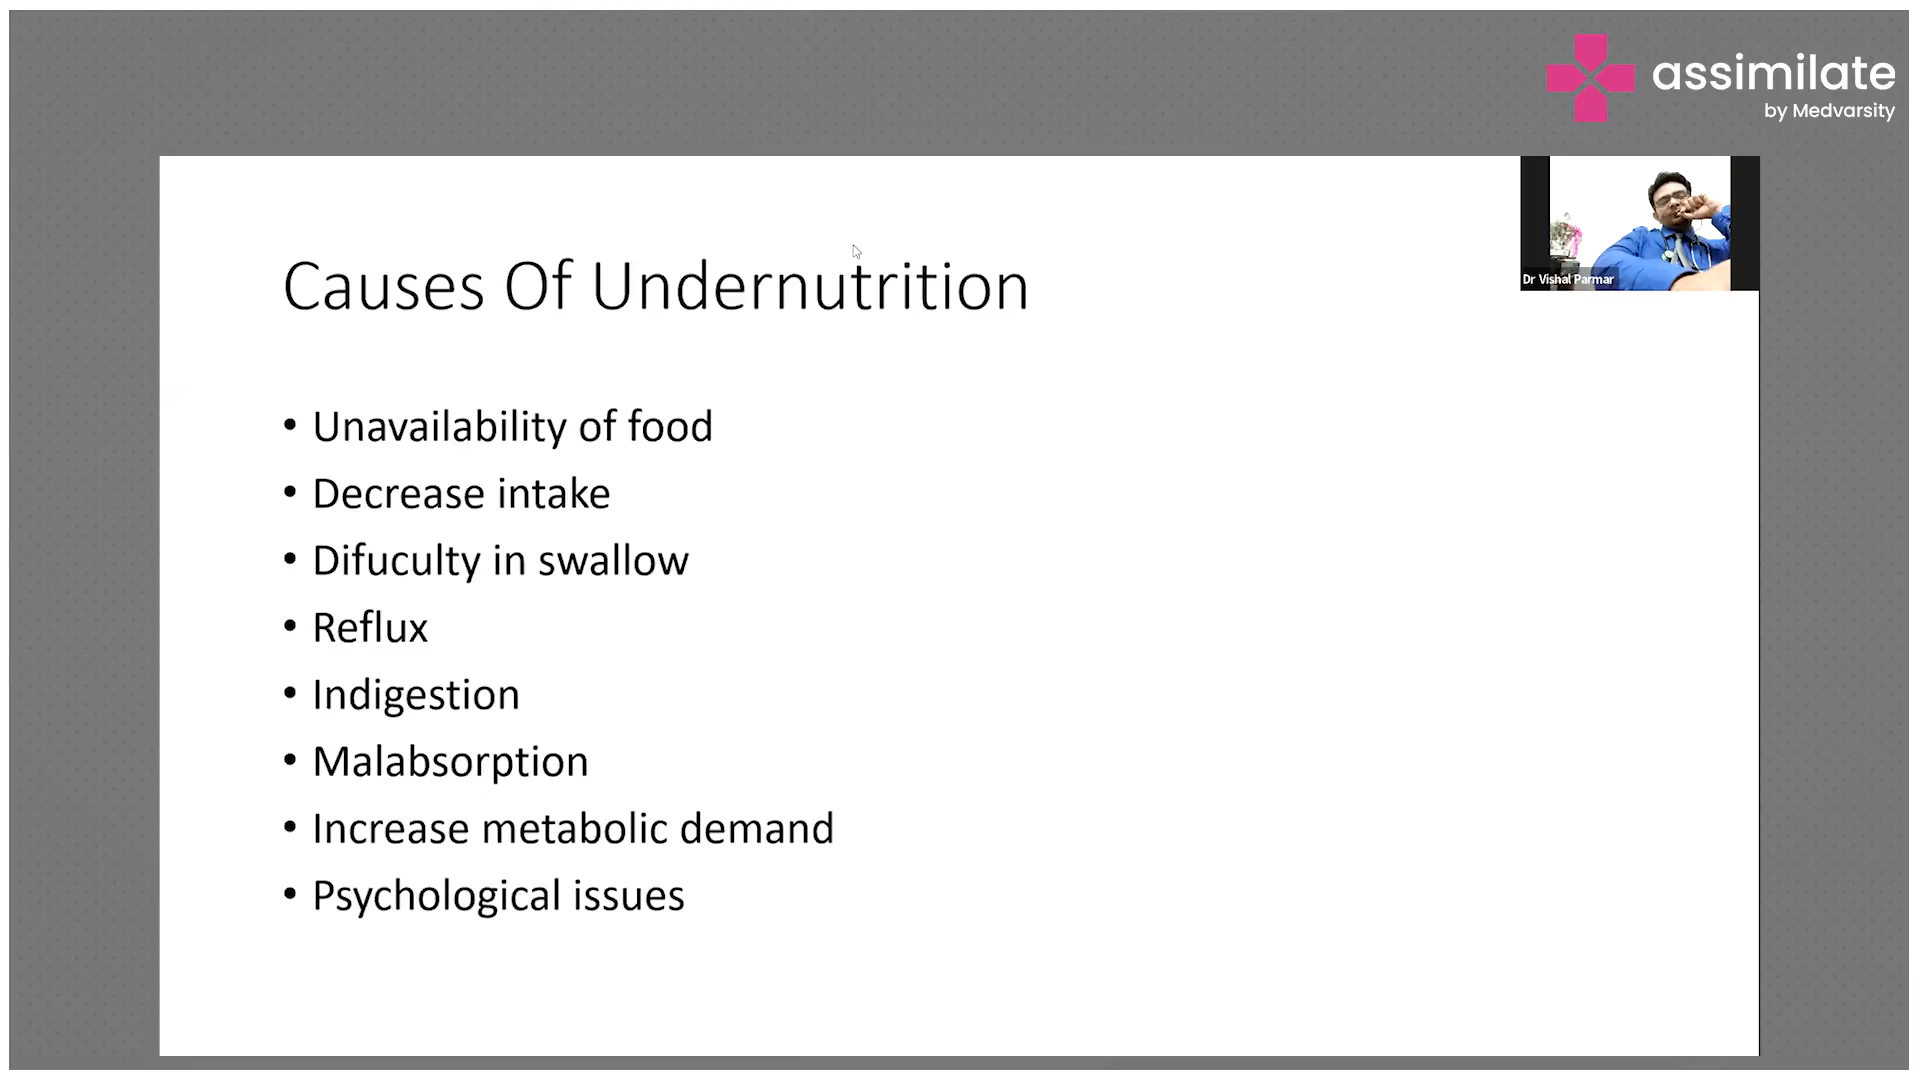 assimilate
by Medvarsity
Dr Vishal Parmar
Causes Of Undernutrition
• Unavailability of food
• Decrease intake
• Difuculty in swallow
• Reflux
• Indigestion
• Malabsorption
• Increase metabolic demand
• Psychological issues